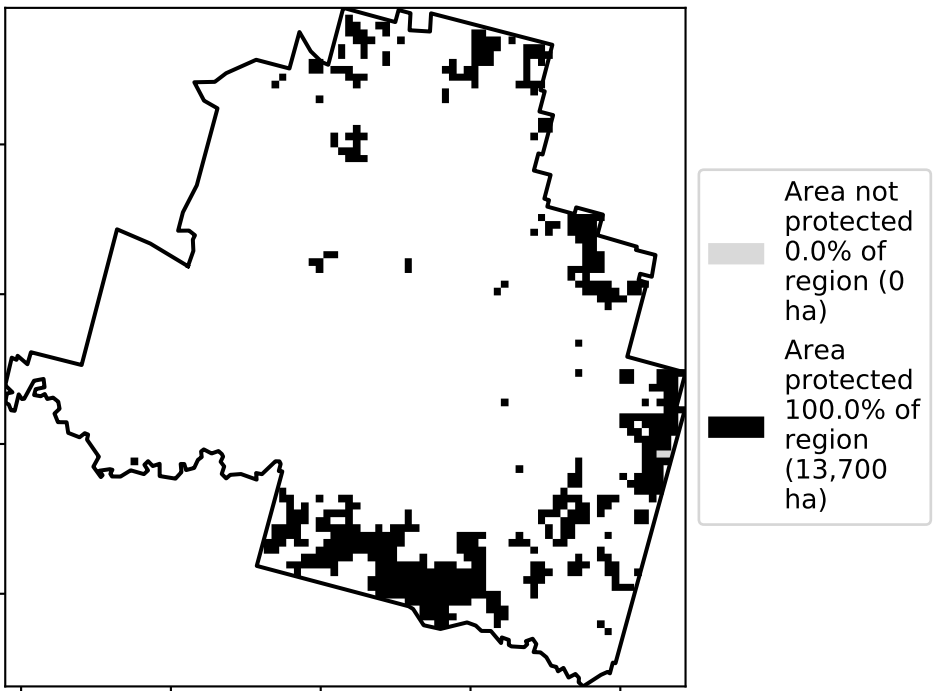 Area not
protected
0.0% of
region (0
ha)
Area
protected
100.0% of
region
(13,700
ha)